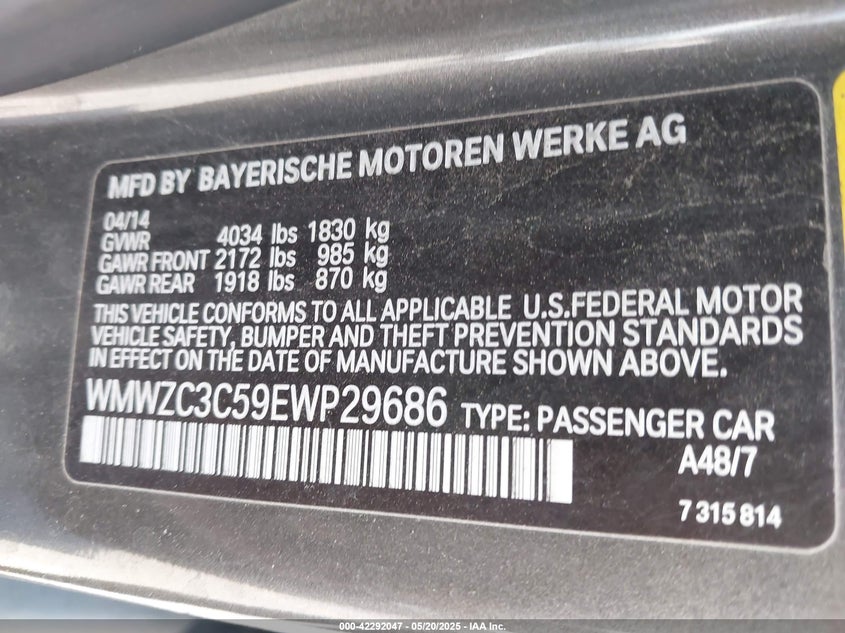 MFD BY BAYERISCHE MOTOREN WERKE AG
04/14
GVWR 4034 lbs 1830 kg
GAWR FRONT 2172 lbs 985 kg
GAWR REAR 1918 lbs 870 kg
THIS VEHICLE CONFORMS TO ALL APPLICABLE U.S.FEDERAL MOTOR
VEHICLE SAFETY, BUMPER AND THEFT PREVENTION STANDARDS
IN EFFECT ON THE DATE OF MANUFACTURE SHOWN ABOVE.
WMWZC3C59EWP29686 TYPE: PASSENGER CAR
A48/7
7 315 814
000-42292047 - 05/20/2025 - IAA Inc.